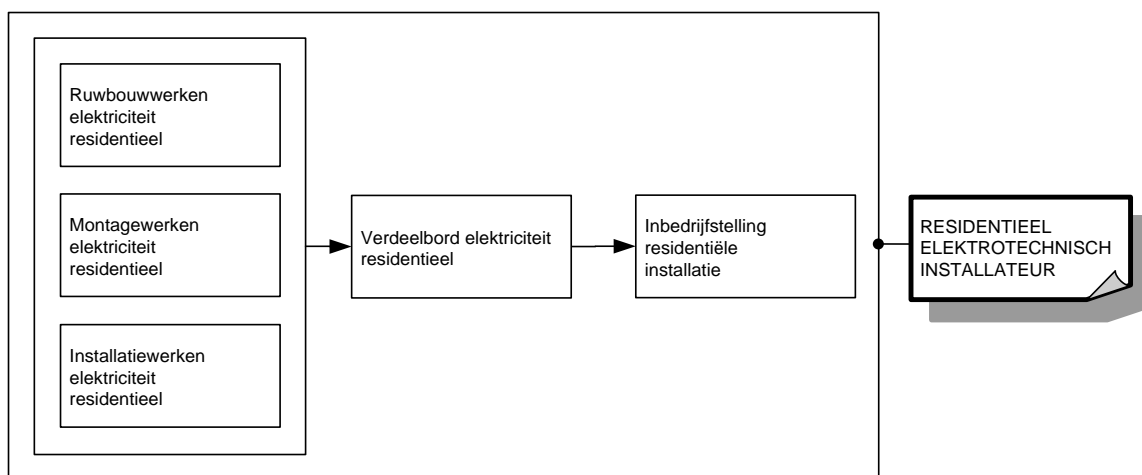 Ruwbouwwerken
elektriciteit
residentieel
Montagewerken
elektriciteit
residentieel
Installatiewerken
elektriciteit
residentieel
Verdeelbord elektriciteit
residentieel
Inbedrijfstelling
residentiële
installatie
RESIDENTIEEL
ELEKTROTECHNISCH
INSTALLATEUR